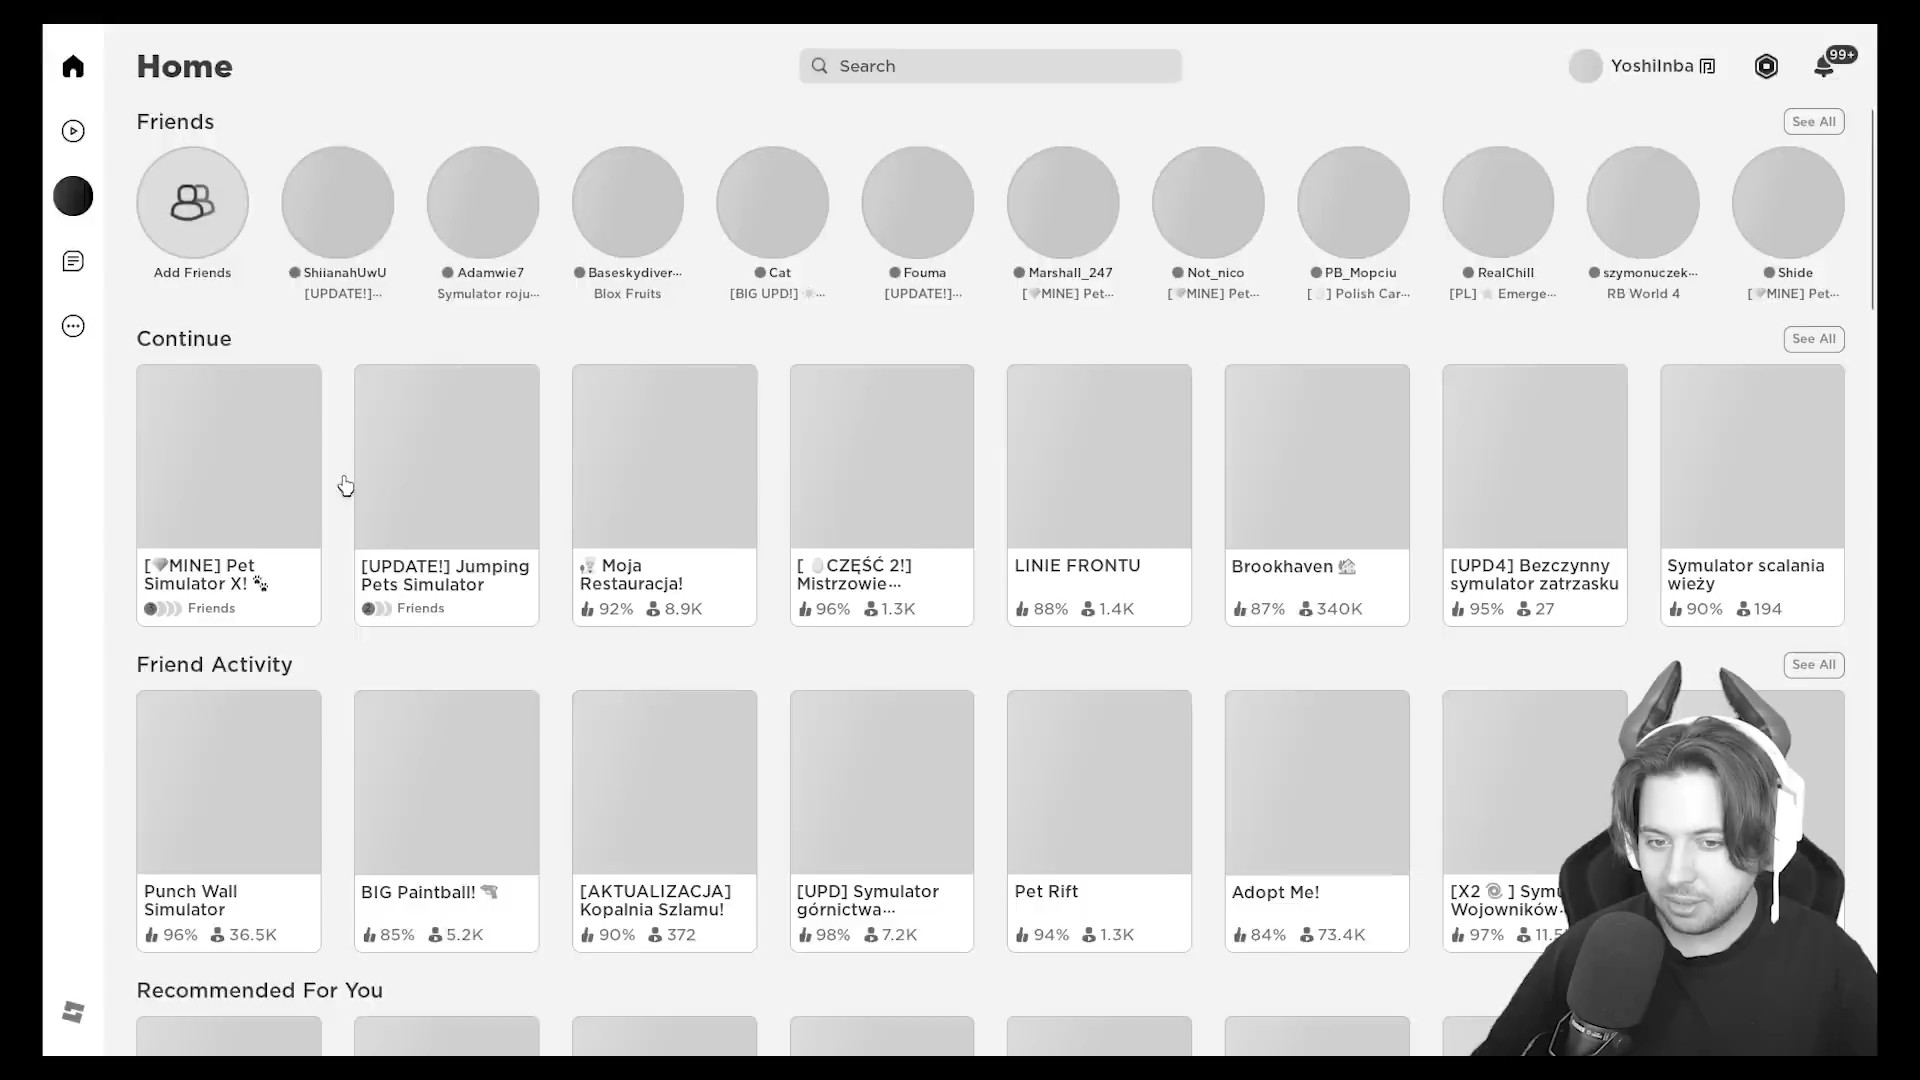 Home
Search
YoshiInba
99+
Friends
See All
Add Friends
ShiianahUwU
Adamwie7
Baseskydiver...
Cat
Fouma
Marshall_247
Not_nico
PB_Mopciu
RealChill
szymonuczek...
Shide
[UPDATE!]...
Symulator roju...
Blox Fruits
[BIG UPD!] ☀...
[UPDATE!]...
[💎MINE] Pet...
[💎MINE] Pet...
[🥚] Polish Car...
[PL] ⭐ Emerge...
RB World 4
[💎MINE] Pet...
Continue
See All
[💎MINE] Pet
Simulator X! 🐾
3 Friends
[UPDATE!] Jumping
Pets Simulator
2 Friends
Moja
Restauracja!
92% 8.9K
[🥚CZĘŚĆ 2!]
Mistrzowie...
96% 1.3K
LINIE FRONTU
88% 1.4K
Brookhaven 🏡
87% 340K
[UPD4] Bezczynny
symulator zatrzasku
95% 27
Symulator scalania
wieży
90% 194
Friend Activity
See All
Punch Wall
Simulator
96% 36.5K
BIG Paintball! 🔫
85% 5.2K
[AKTUALIZACJA]
Kopalnia Szlamu!
90% 372
[UPD] Symulator
górnictwa...
98% 7.2K
Pet Rift
94% 1.3K
Adopt Me!
84% 73.4K
[X2 🌀]
Wojowników
97%
Recommended For You